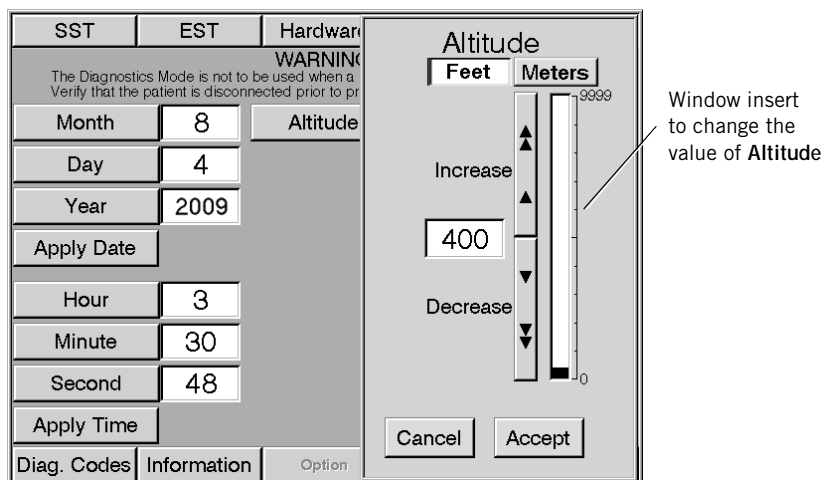 SST EST Hardware
WARNING
The Diagnostics Mode is not to be used when a
Verify that the patient is disconnected prior to pr
Month 8 Altitude
Day 4
Year 2009
Apply Date
Hour 3
Minute 30
Second 48
Apply Time
Diag. Codes Information Option
Altitude
Feet Meters
9999
Increase
400
Decrease
0
Cancel Accept
Window insert
to change the
value of Altitude